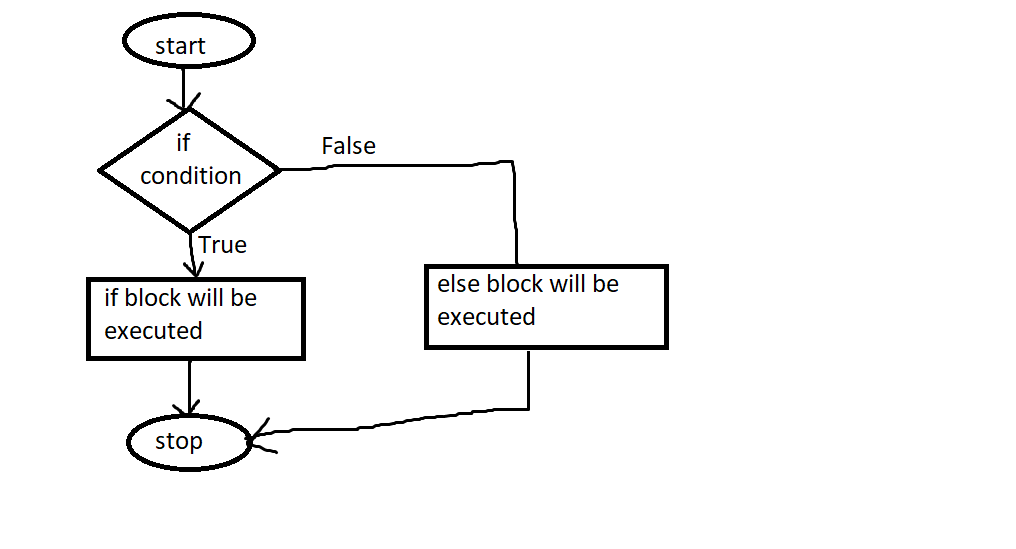 start
if
condition
False
True
if block will be
executed
else block will be
executed
stop